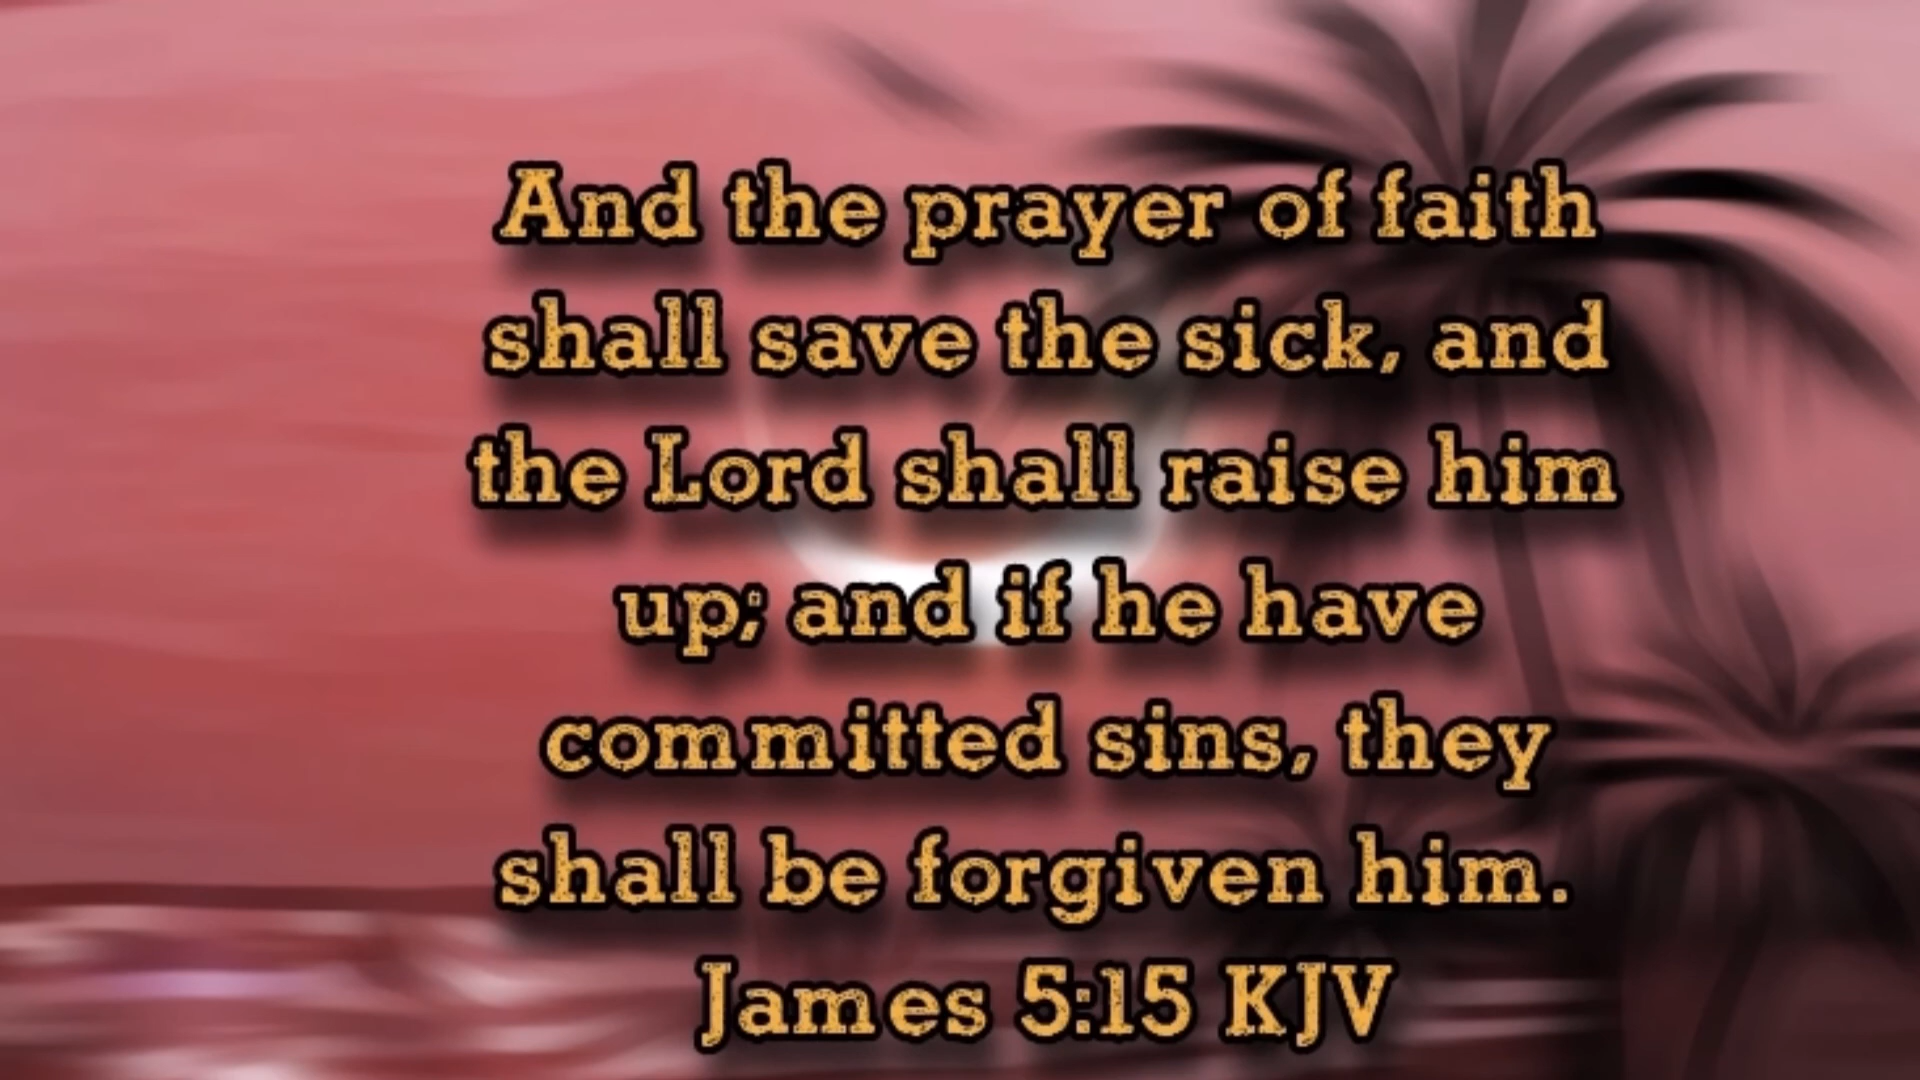 And the prayer of faith
shall save the sick, and
the Lord shall raise him
up; and if he have
committed sins, they
shall be forgiven him.
James 5:15 KJV